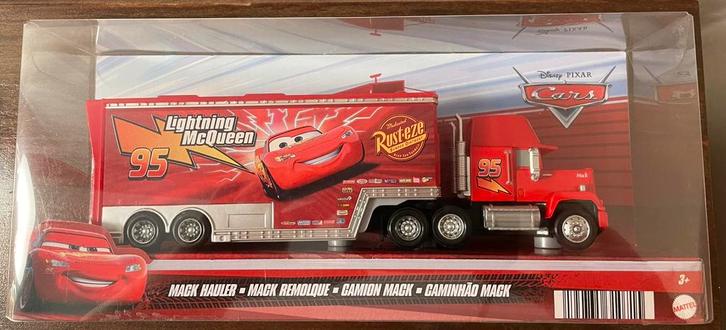 Disney PIXAR
Cars
Lightning
McQueen
95
Rust-eze
95
Mack
MACK HAULER ▪ MACK REMOLQUE ▪ CAMION MACK ▪ CAMINHÃO MACK
3+
MATTEL